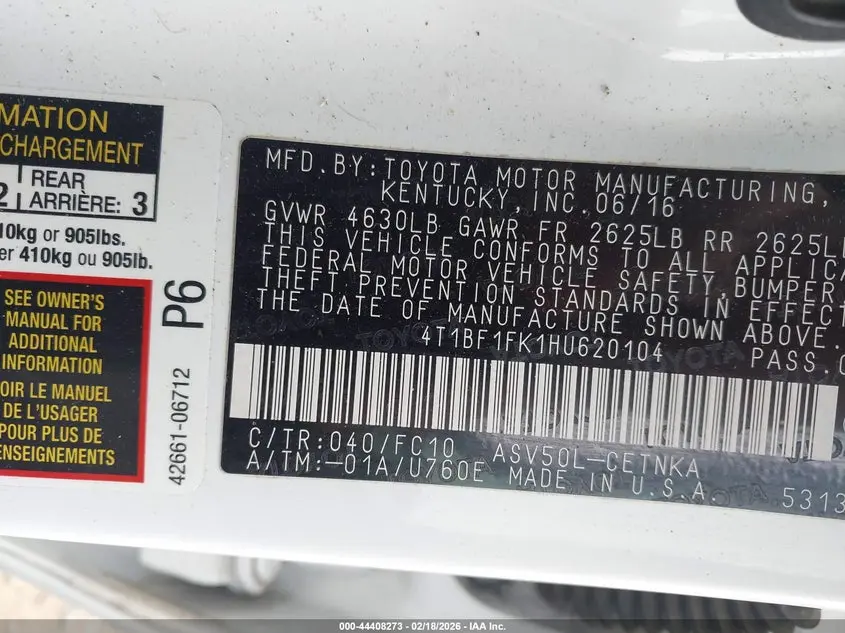 MATION
CHARGEMENT
2 REAR ARRIÈRE: 3
10kg or 905lbs.
er 410kg ou 905lb.
SEE OWNER'S
MANUAL FOR
ADDITIONAL
INFORMATION
OIR LE MANUEL
DE L'USAGER
POUR PLUS DE
ENSEIGNEMENTS
P6
42661-06712
MFD. BY: TOYOTA MOTOR MANUFACTURING,
KENTUCKY, INC. 06/16
GVWR 4630LB GAWR FR 2625LB RR 2625L
THIS VEHICLE CONFORMS TO ALL APPLICA
FEDERAL MOTOR VEHICLE SAFETY, BUMPER
THEFT PREVENTION STANDARDS IN EFFECT
THE DATE OF MANUFACTURE SHOWN ABOVE.
4T1BF1FK1HU620104 PASS.
C/TR:040/FC10 ASV50L-CETNKA
A/TM:-01A/U760E MADE IN U.S.A
5313
000-44408273 - 02/18/2026 - IAA Inc.